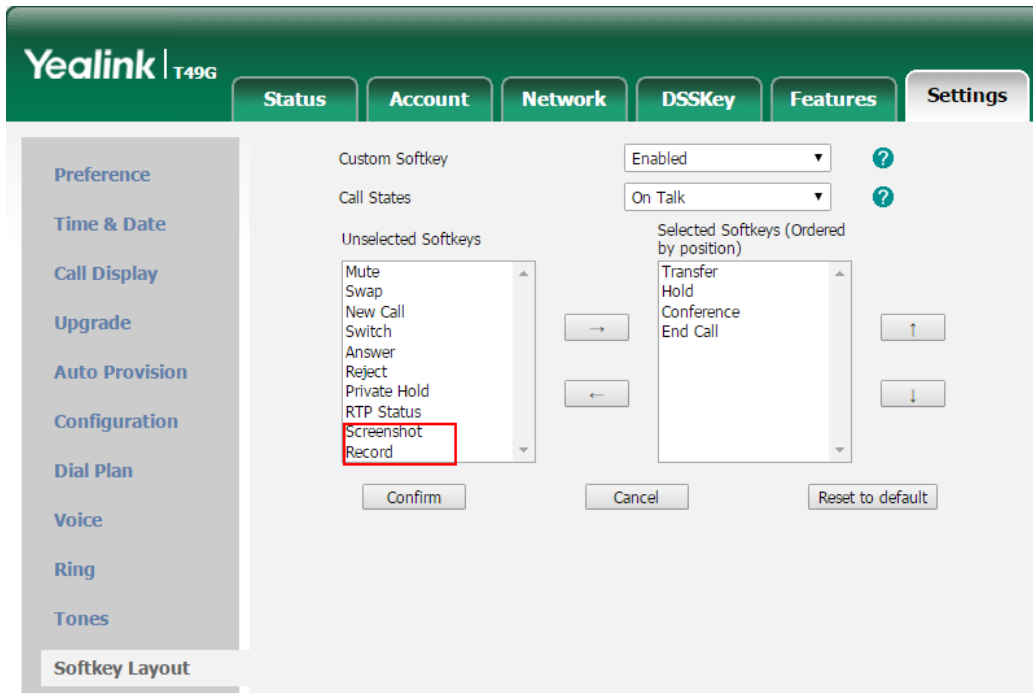 Yealink T49G
Status Account Network DSSKey Features Settings
Preference
Time & Date
Call Display
Upgrade
Auto Provision
Configuration
Dial Plan
Voice
Ring
Tones
Softkey Layout
Custom Softkey Enabled ?
Call States On Talk ?
Unselected Softkeys
Mute
Swap
New Call
Switch
Answer
Reject
Private Hold
RTP Status
Screenshot
Record
→
←
Selected Softkeys (Ordered
by position)
Transfer
Hold
Conference
End Call
↑
↓
Confirm Cancel Reset to default